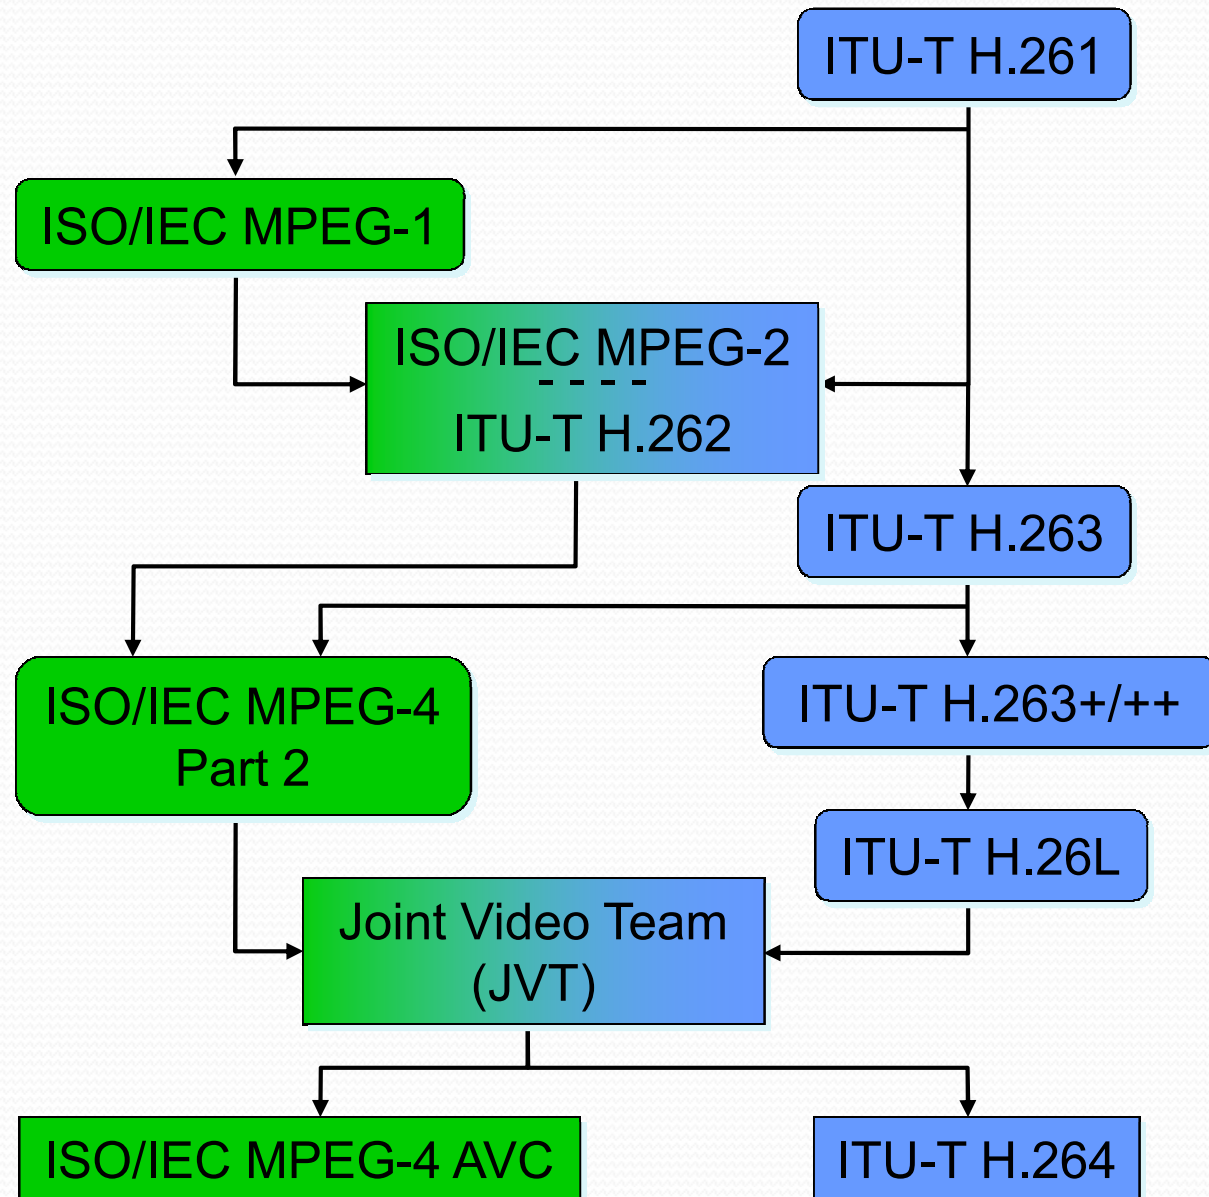 ITU-T H.261
ISO/IEC MPEG-1
ISO/IEC MPEG-2
- - - -
ITU-T H.262
ITU-T H.263
ISO/IEC MPEG-4
Part 2
ITU-T H.263+/++
ITU-T H.26L
Joint Video Team
(JVT)
ISO/IEC MPEG-4 AVC
ITU-T H.264